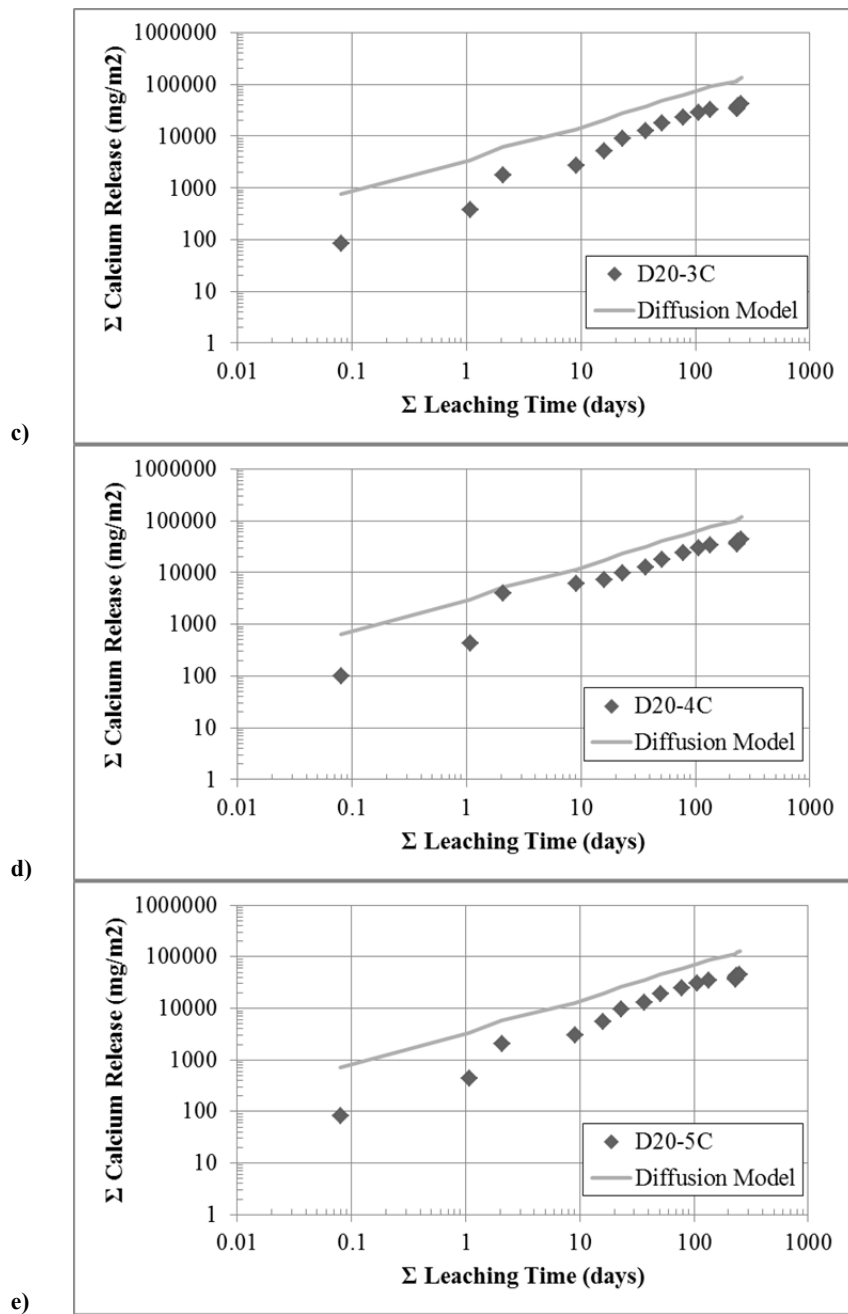 1000000
100000
10000
1000
100
10
1
Σ Calcium Release (mg/m2)
D20-3C
Diffusion Model
0.01 0.1 1 10 100 1000
Σ Leaching Time (days)
c)
1000000
100000
10000
1000
100
10
1
Σ Calcium Release (mg/m2)
D20-4C
Diffusion Model
0.01 0.1 1 10 100 1000
Σ Leaching Time (days)
d)
1000000
100000
10000
1000
100
10
1
Σ Calcium Release (mg/m2)
D20-5C
Diffusion Model
0.01 0.1 1 10 100 1000
Σ Leaching Time (days)
e)